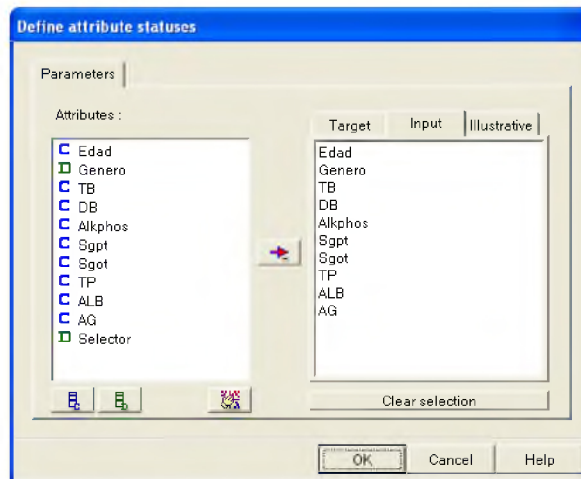 Define attribute statuses
Parameters
Attributes :
C Edad
D Genero
C TB
C DB
C Alkphos
C Sgpt
C Sgot
C TP
C ALB
C AG
D Selector
Target Input Illustrative
Edad
Genero
TB
DB
Alkphos
Sgpt
Sgot
TP
ALB
AG
Clear selection
OK Cancel Help